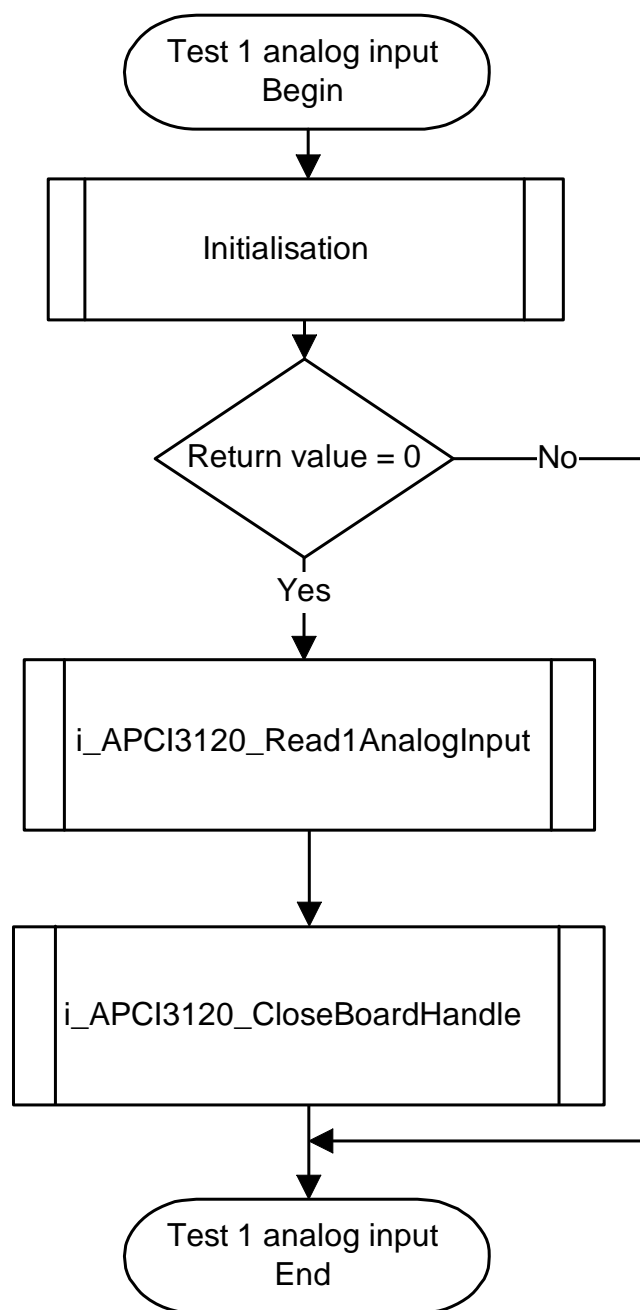 Test 1 analog input
Begin
Initialisation
Return value = 0
No
Yes
i_APCI3120_Read1AnalogInput
i_APCI3120_CloseBoardHandle
Test 1 analog input
End